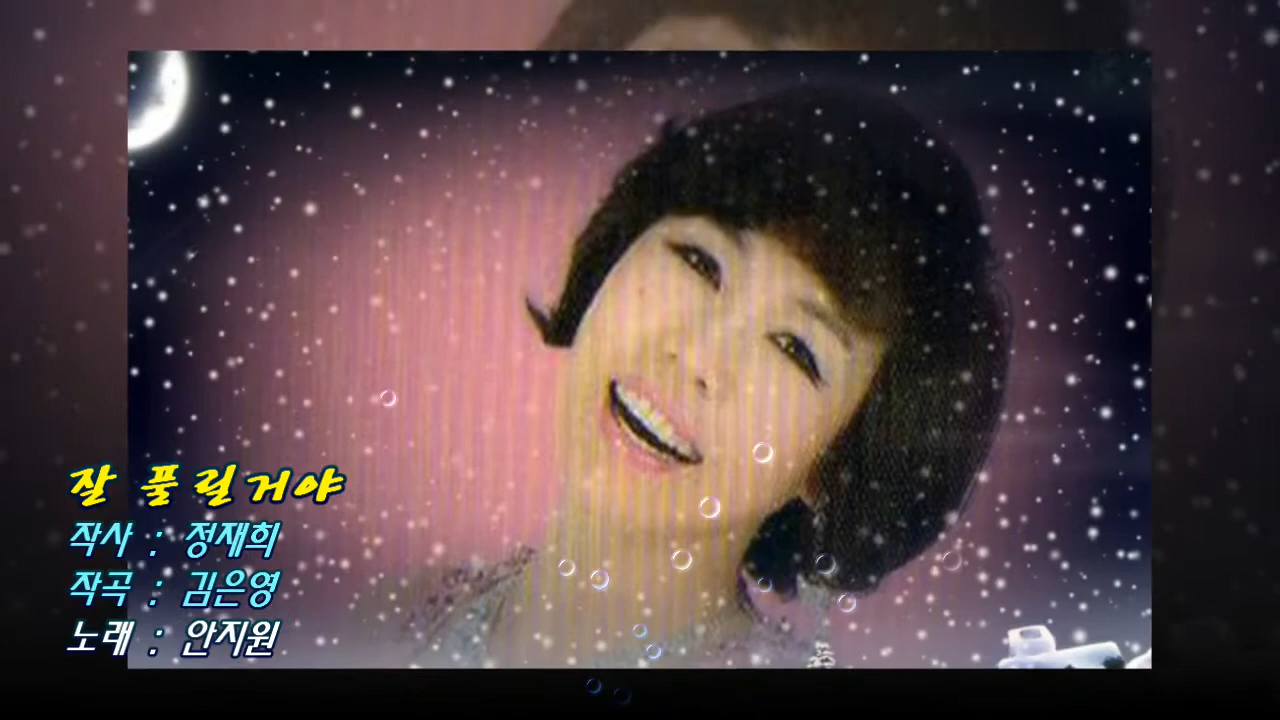 잘 풀릴거야
작사 : 정재희
작곡 : 김은영
노래 : 안지원